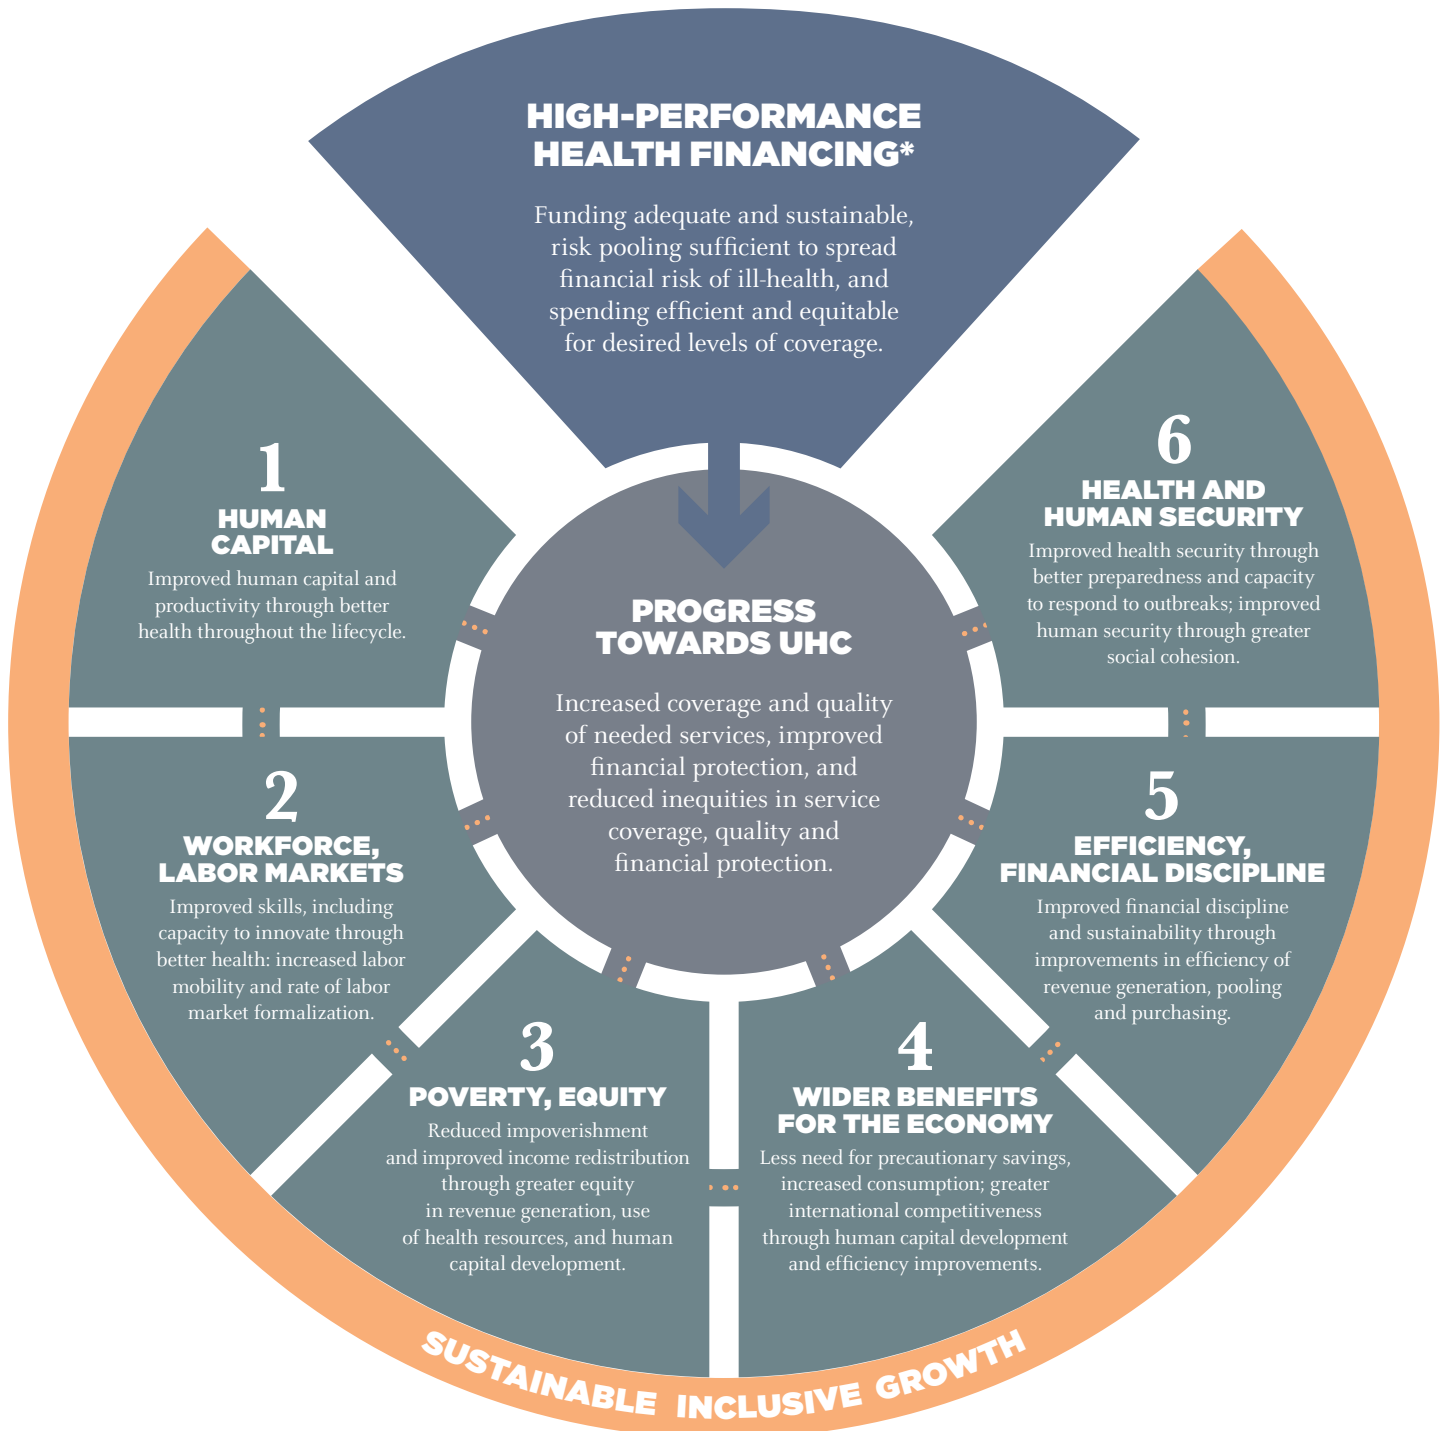 HIGH-PERFORMANCE
HEALTH FINANCING*
Funding adequate and sustainable,
risk pooling sufficient to spread
financial risk of ill-health, and
spending efficient and equitable
for desired levels of coverage.
PROGRESS
TOWARDS UHC
Increased coverage and quality
of needed services, improved
financial protection, and
reduced inequities in service
coverage, quality and
financial protection.
1
HUMAN
CAPITAL
Improved human capital and
productivity through better
health throughout the lifecycle.
2
WORKFORCE,
LABOR MARKETS
Improved skills, including
capacity to innovate through
better health: increased labor
mobility and rate of labor
market formalization.
3
POVERTY, EQUITY
Reduced impoverishment
and improved income redistribution
through greater equity
in revenue generation, use
of health resources, and human
capital development.
4
WIDER BENEFITS
FOR THE ECONOMY
Less need for precautionary savings,
increased consumption; greater
international competitiveness
through human capital development
and efficiency improvements.
5
EFFICIENCY,
FINANCIAL DISCIPLINE
Improved financial discipline
and sustainability through
improvements in efficiency of
revenue generation, pooling
and purchasing.
6
HEALTH AND
HUMAN SECURITY
Improved health security through
better preparedness and capacity
to respond to outbreaks; improved
human security through greater
social cohesion.
SUSTAINABLE INCLUSIVE GROWTH